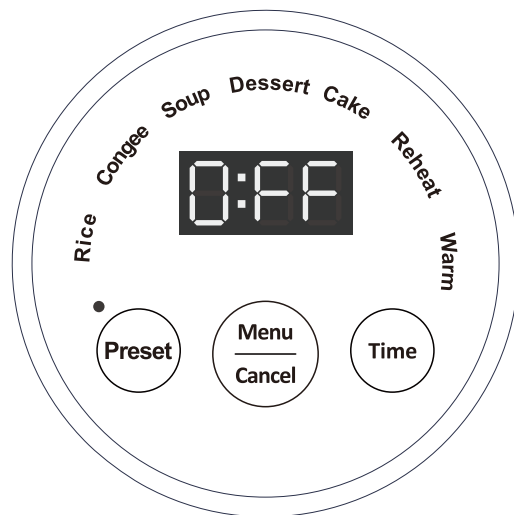 Rice
Congee
Soup
Dessert
Cake
Reheat
Warm
0:FF
Preset
Menu
Cancel
Time